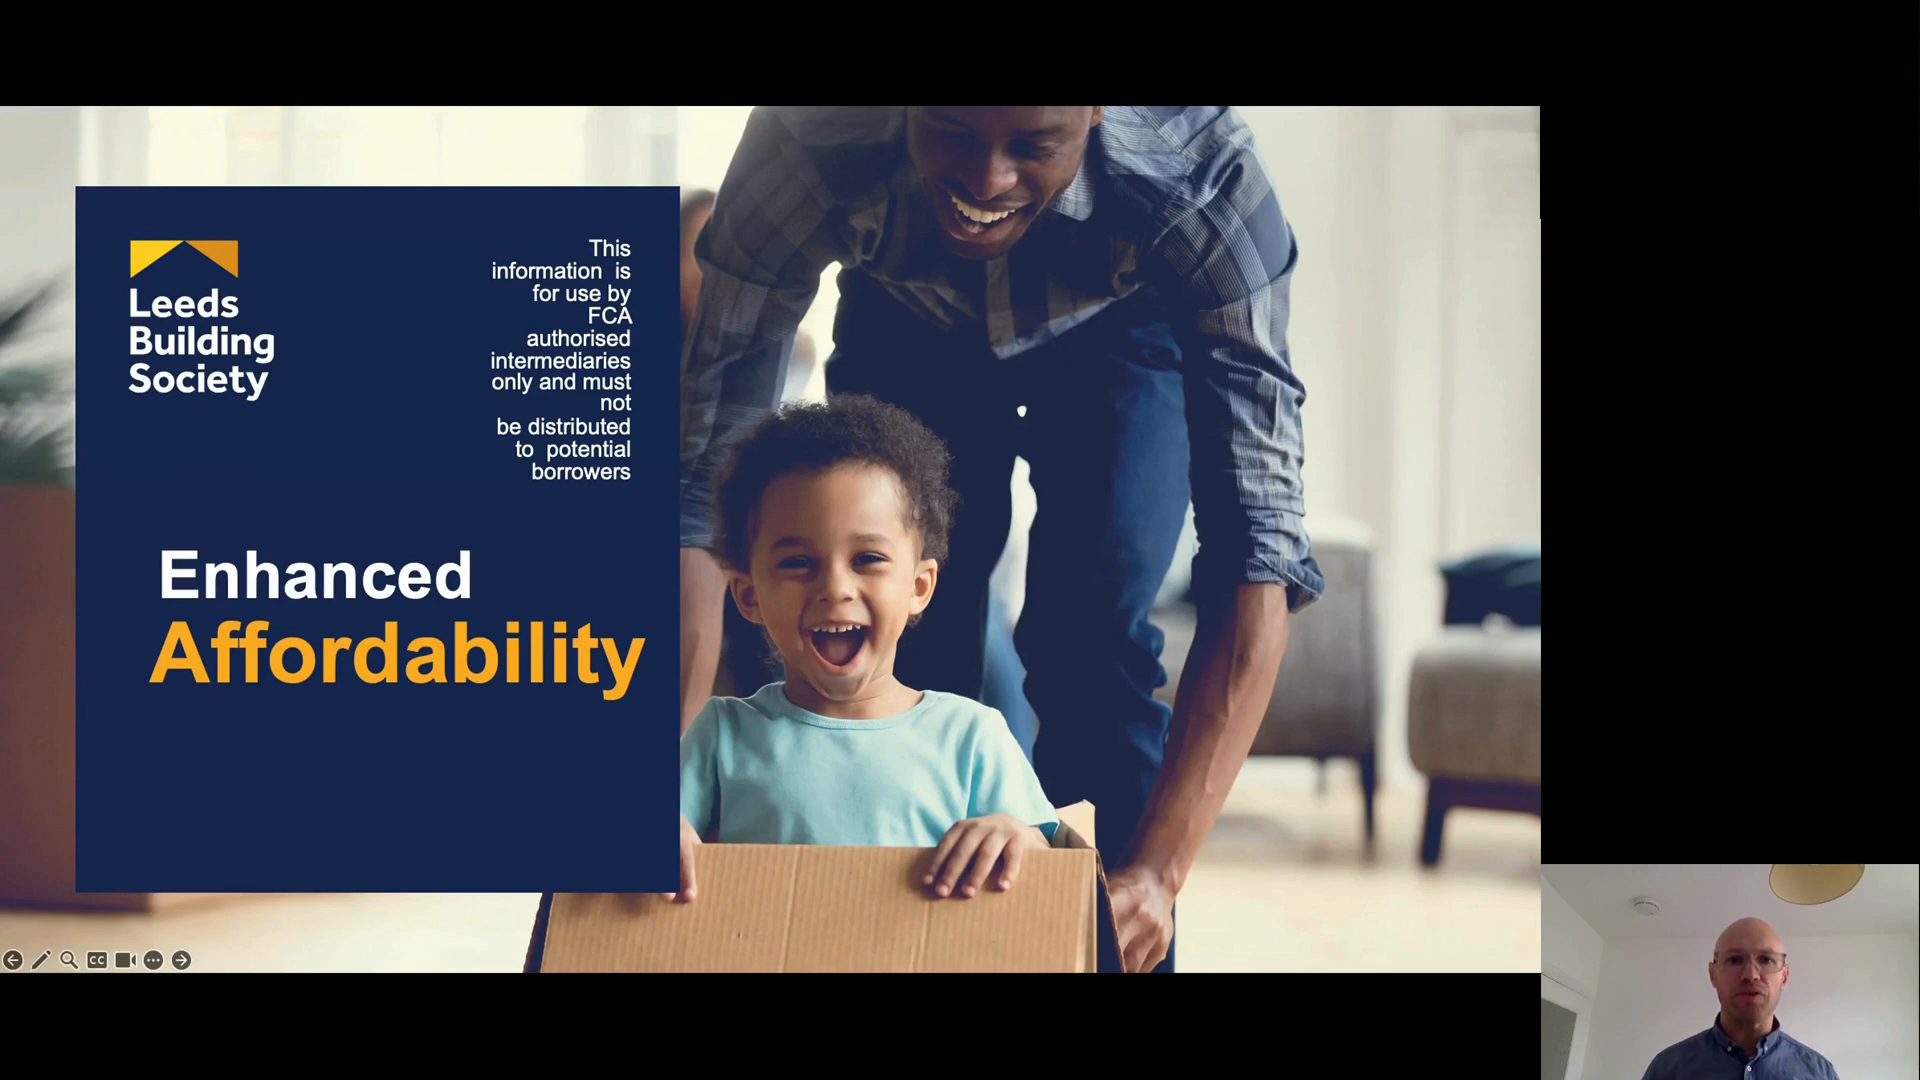 Leeds
Building
Society
This
information is
for use by
FCA
authorised
intermediaries
only and must
not
be distributed
to potential
borrowers
Enhanced
Affordability
CC